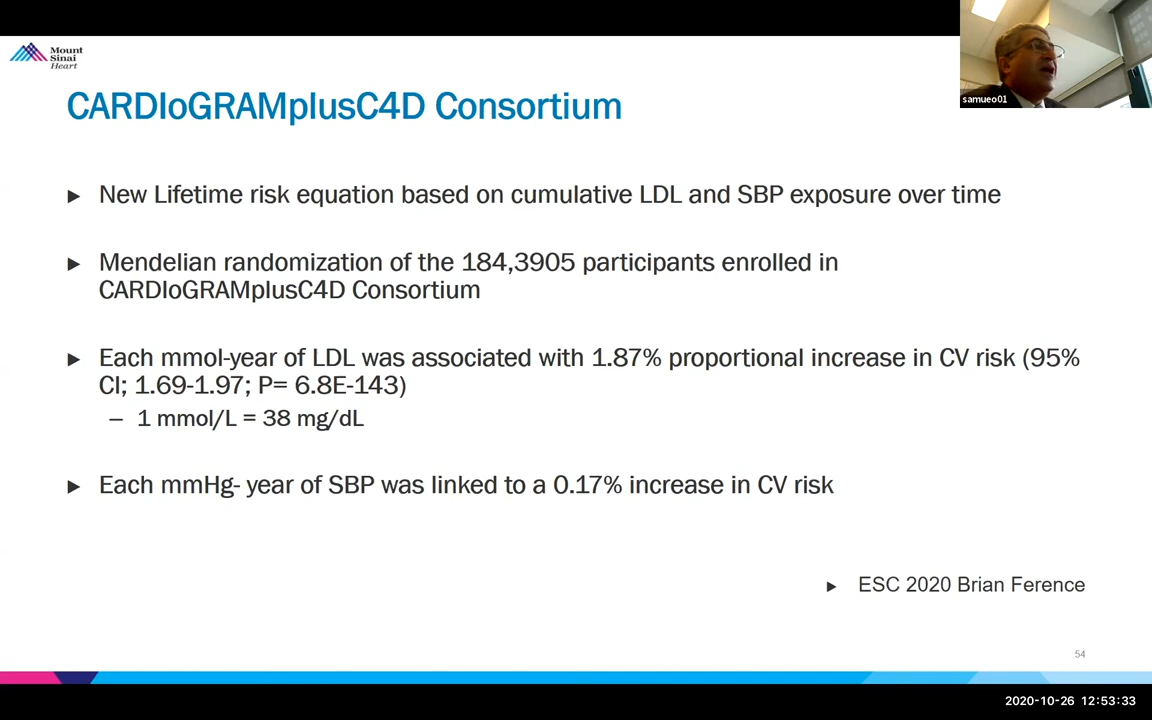 Mount
Sinai
Heart
samueo01
CARDIoGRAMplusC4D Consortium
► New Lifetime risk equation based on cumulative LDL and SBP exposure over time
► Mendelian randomization of the 184,3905 participants enrolled in
CARDIoGRAMplusC4D Consortium
► Each mmol-year of LDL was associated with 1.87% proportional increase in CV risk (95%
CI; 1.69-1.97; P= 6.8E-143)
– 1 mmol/L = 38 mg/dL
► Each mmHg- year of SBP was linked to a 0.17% increase in CV risk
► ESC 2020 Brian Ference
54
2020-10-26 12:53:33